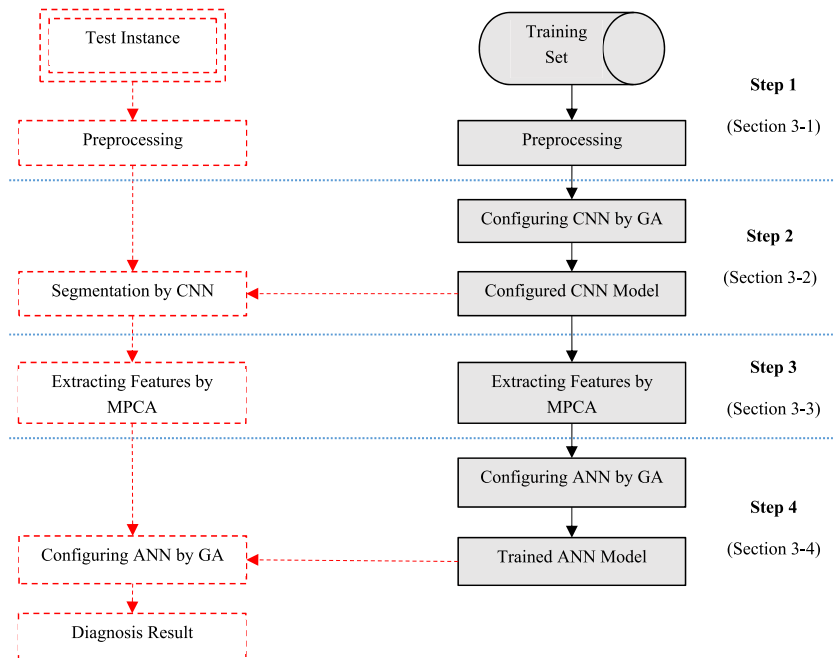 Test Instance
Training
Set
Step 1
(Section 3-1)
Preprocessing
Preprocessing
Configuring CNN by GA
Step 2
(Section 3-2)
Segmentation by CNN
Configured CNN Model
Step 3
(Section 3-3)
Extracting Features by
MPCA
Extracting Features by
MPCA
Configuring ANN by GA
Step 4
(Section 3-4)
Configuring ANN by GA
Trained ANN Model
Diagnosis Result